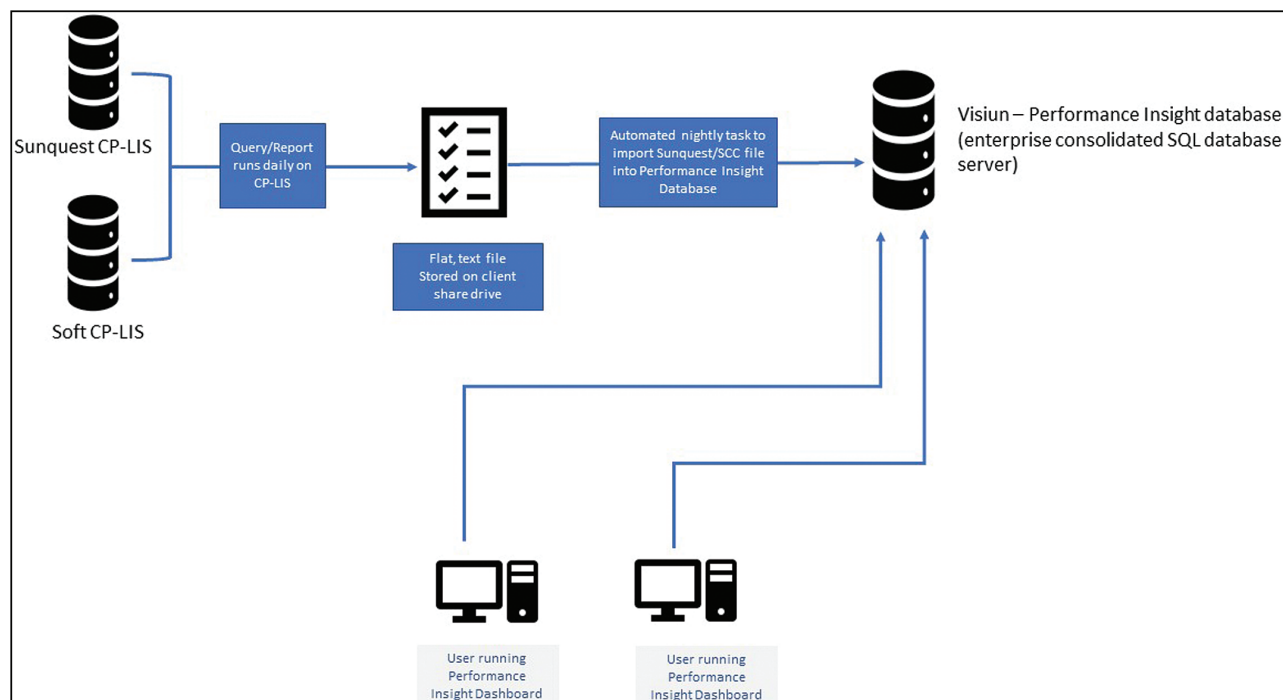 Sunquest CP-LIS
Soft CP-LIS
Query/Report
runs daily on
CP-LIS
Flat, text file
Stored on client
share drive
Automated nightly task to
import Sunquest/SCC file
into Performance Insight
Database
Visiun – Performance Insight database
(enterprise consolidated SQL database
server)
User running
Performance
Insight Dashboard
User running
Performance
Insight Dashboard